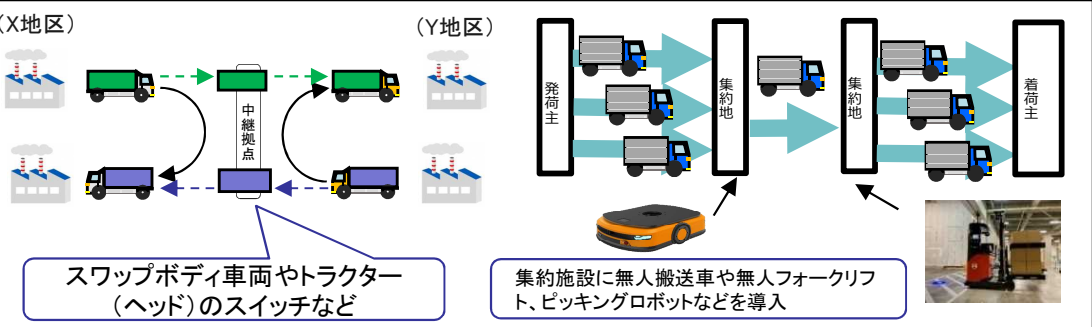 （X地区）
（Y地区）
中継拠点
スワップボディ車両やトラクター
（ヘッド）のスイッチなど
発荷主
集約地
集約地
着荷主
集約施設に無人搬送車や無人フォークリフ
ト、ピッキングロボットなどを導入